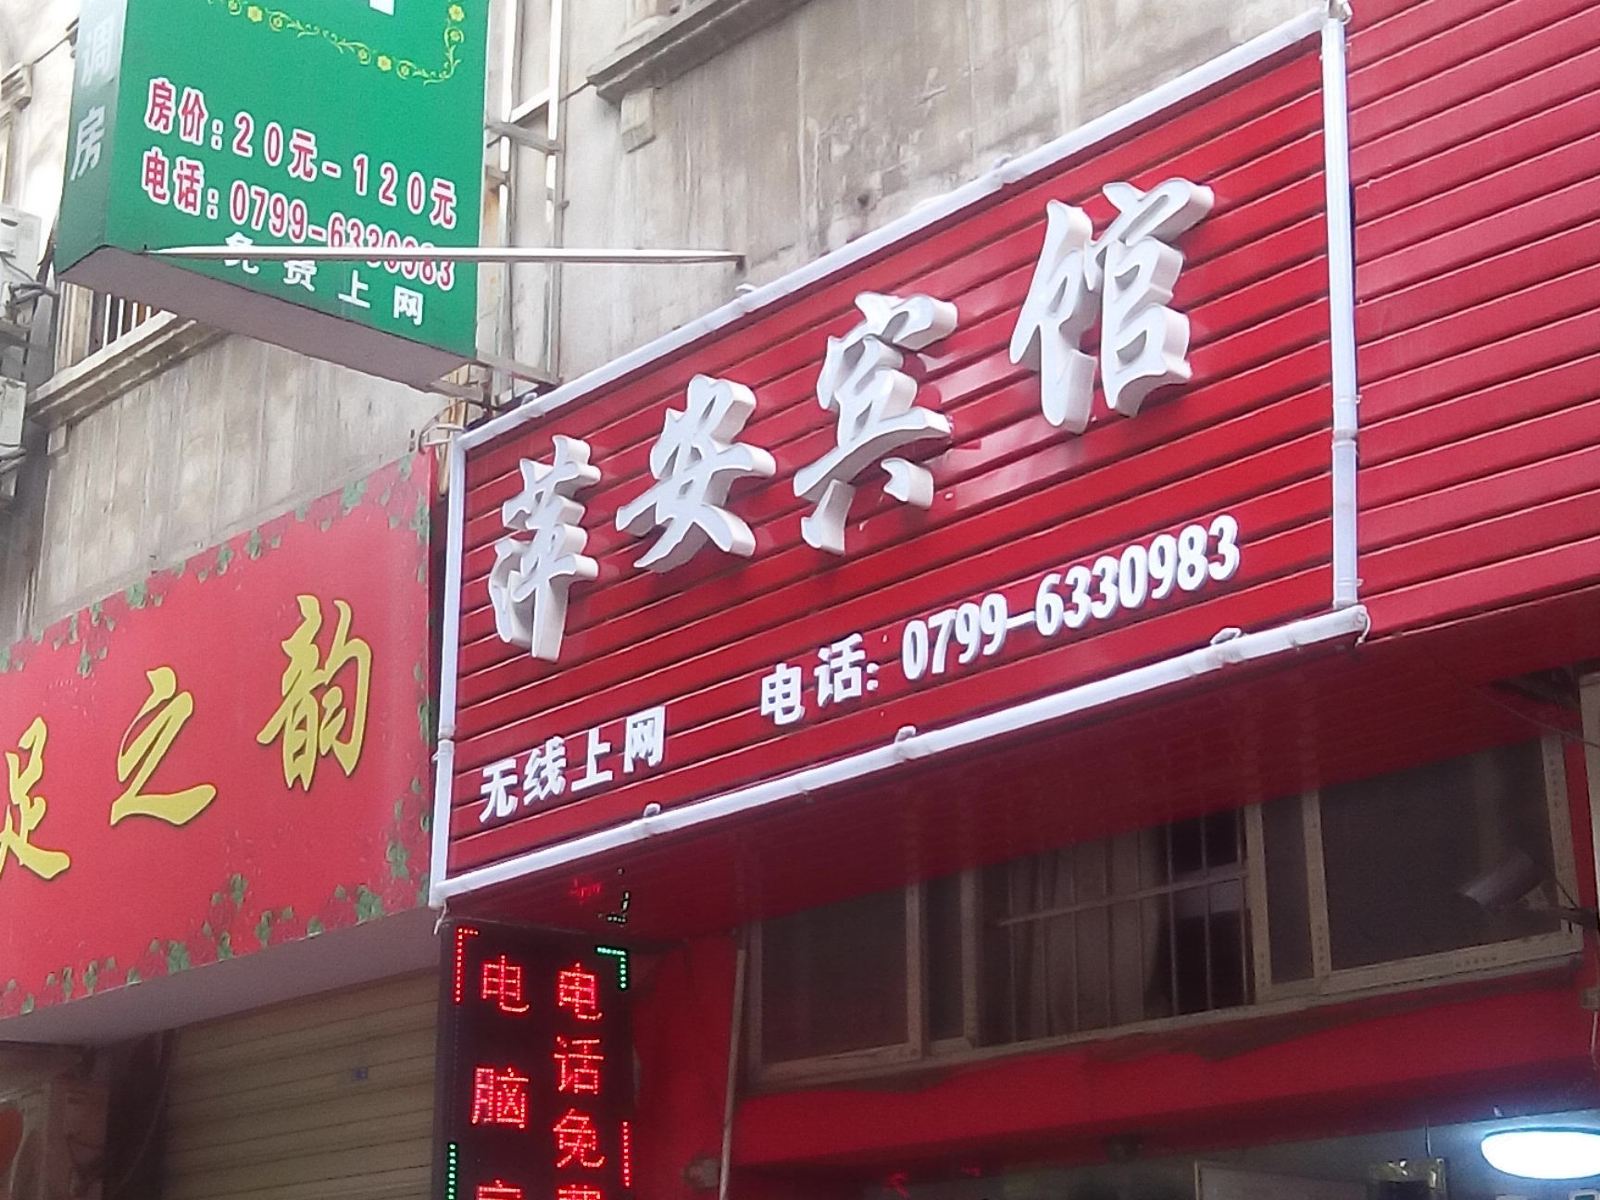 调房
房价:20元-120元
电话:0799-6330983
免费上网
萍安宾馆
电话:0799-6330983
无线上网
足之韵
电脑
电话免费